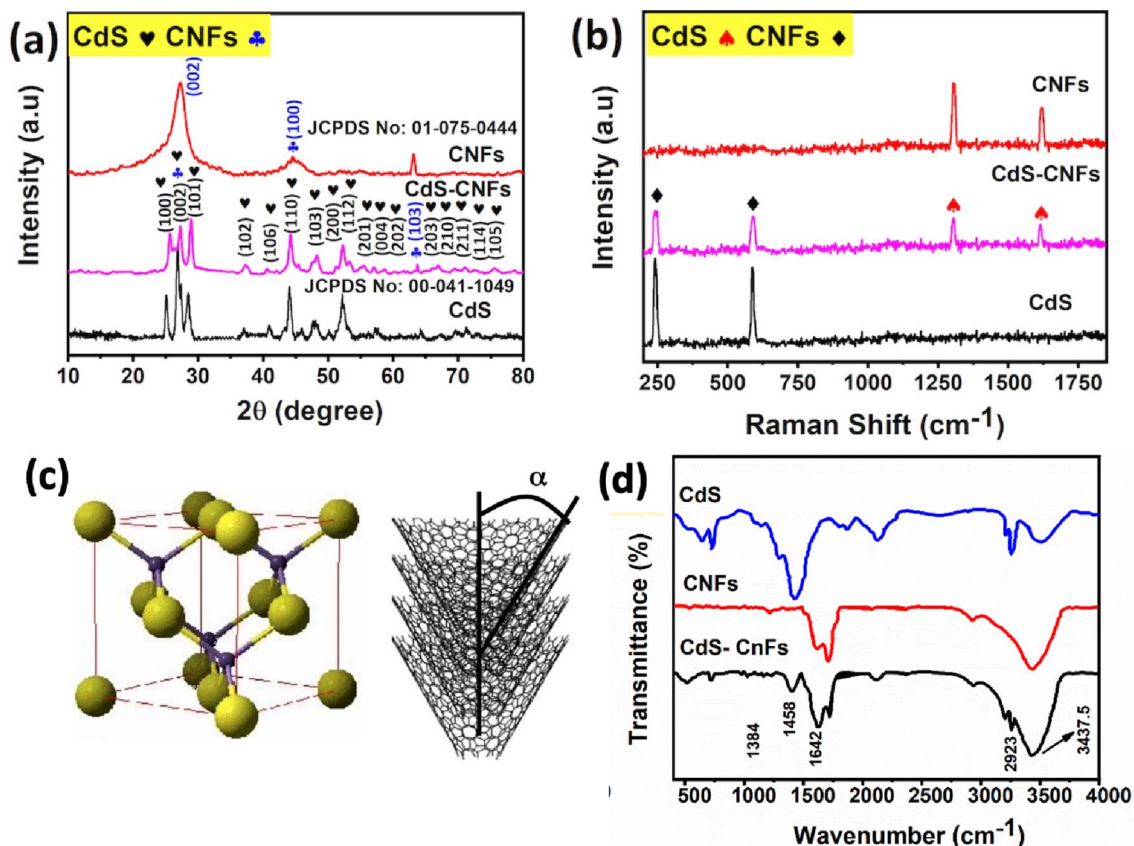 (a)
CdS ♥ CNFs ♣
Intensity (a.u)
(002)
♣(100)
JCPDS No: 01-075-0444
CNFs
CdS-CNFs
(100)
(002)
(101)
(102)
(106)
(110)
(103)
(200)
(112)
(201)
(004)
(202)
♣(103)
(203)
(210)
(211)
(114)
(105)
JCPDS No: 00-041-1049
CdS
10 20 30 40 50 60 70 80
2θ (degree)
(b)
CdS ♠ CNFs ♦
Intensity (a.u)
CNFs
CdS-CNFs
CdS
250 500 750 1000 1250 1500 1750
Raman Shift (cm-1)
(c)
α
(d)
Transmittance (%)
CdS
CNFs
CdS- CnFs
1384
1458
1642
2923
3437.5
500 1000 1500 2000 2500 3000 3500 4000
Wavenumber (cm-1)